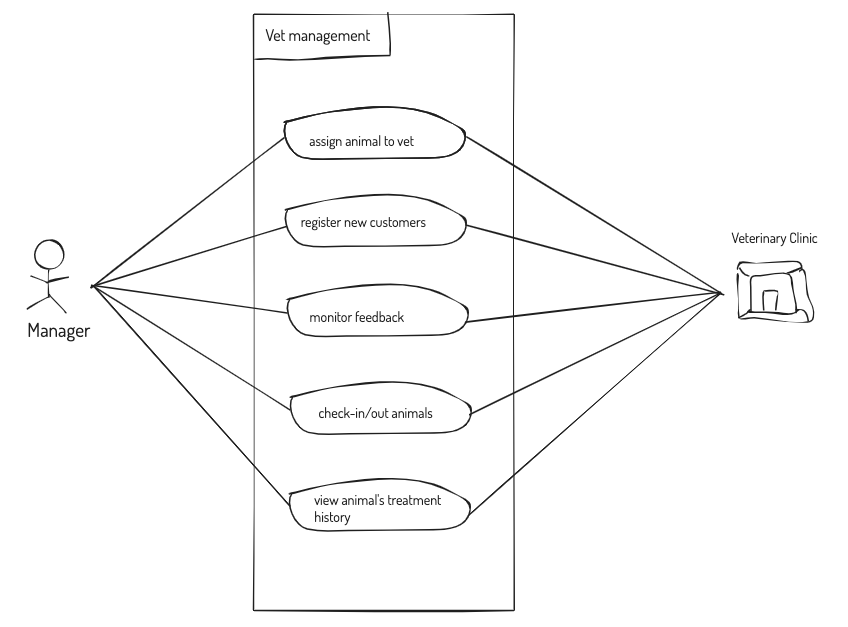 Vet management
assign animal to vet
register new customers
Veterinary Clinic
monitor feedback
Manager
check-in/out animals
view animal's treatment
history